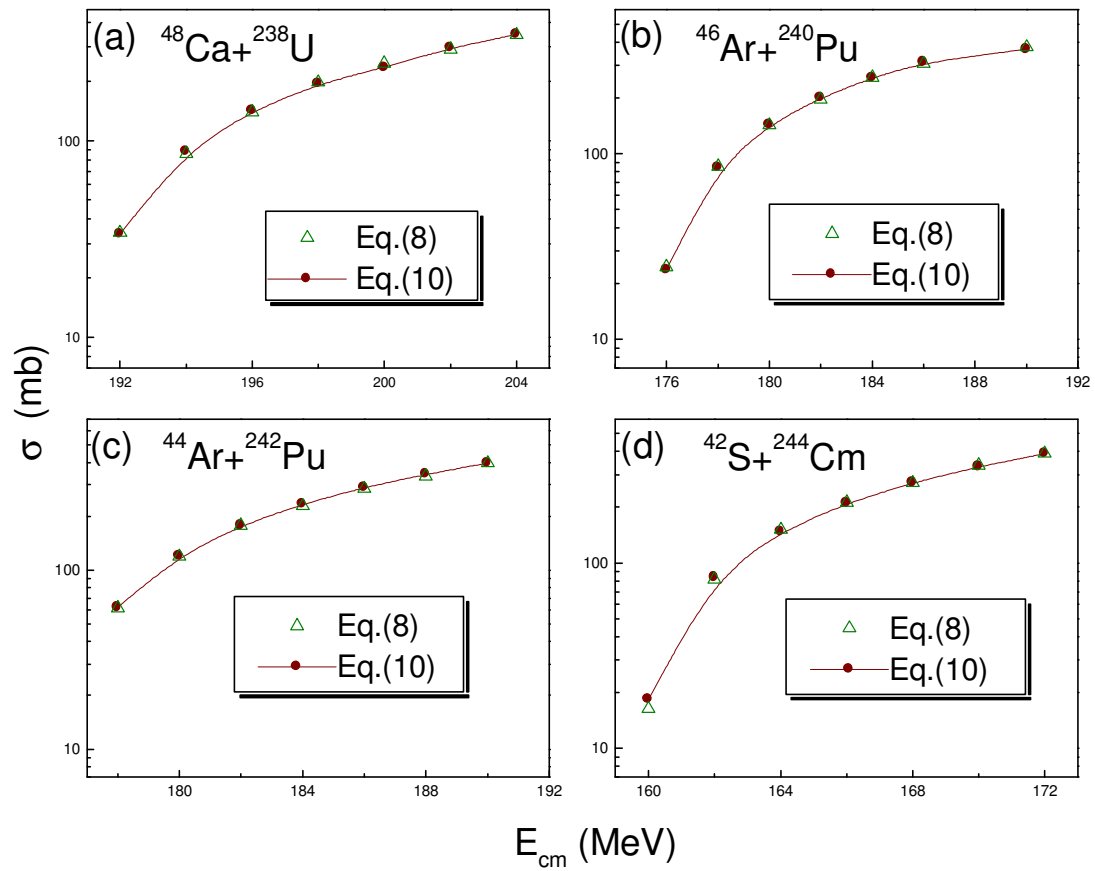 (a) ⁴⁸Ca+²³⁸U
100
10
192 196 200 204
△ Eq.(8)
Eq.(10)
(b) ⁴⁶Ar+²⁴⁰Pu
100
10
176 180 184 188 192
△ Eq.(8)
Eq.(10)
(c) ⁴⁴Ar+²⁴²Pu
100
10
180 184 188 192
△ Eq.(8)
Eq.(10)
(d) ⁴²S+²⁴⁴Cm
100
10
160 164 168 172
△ Eq.(8)
Eq.(10)
σ (mb)
E_cm (MeV)